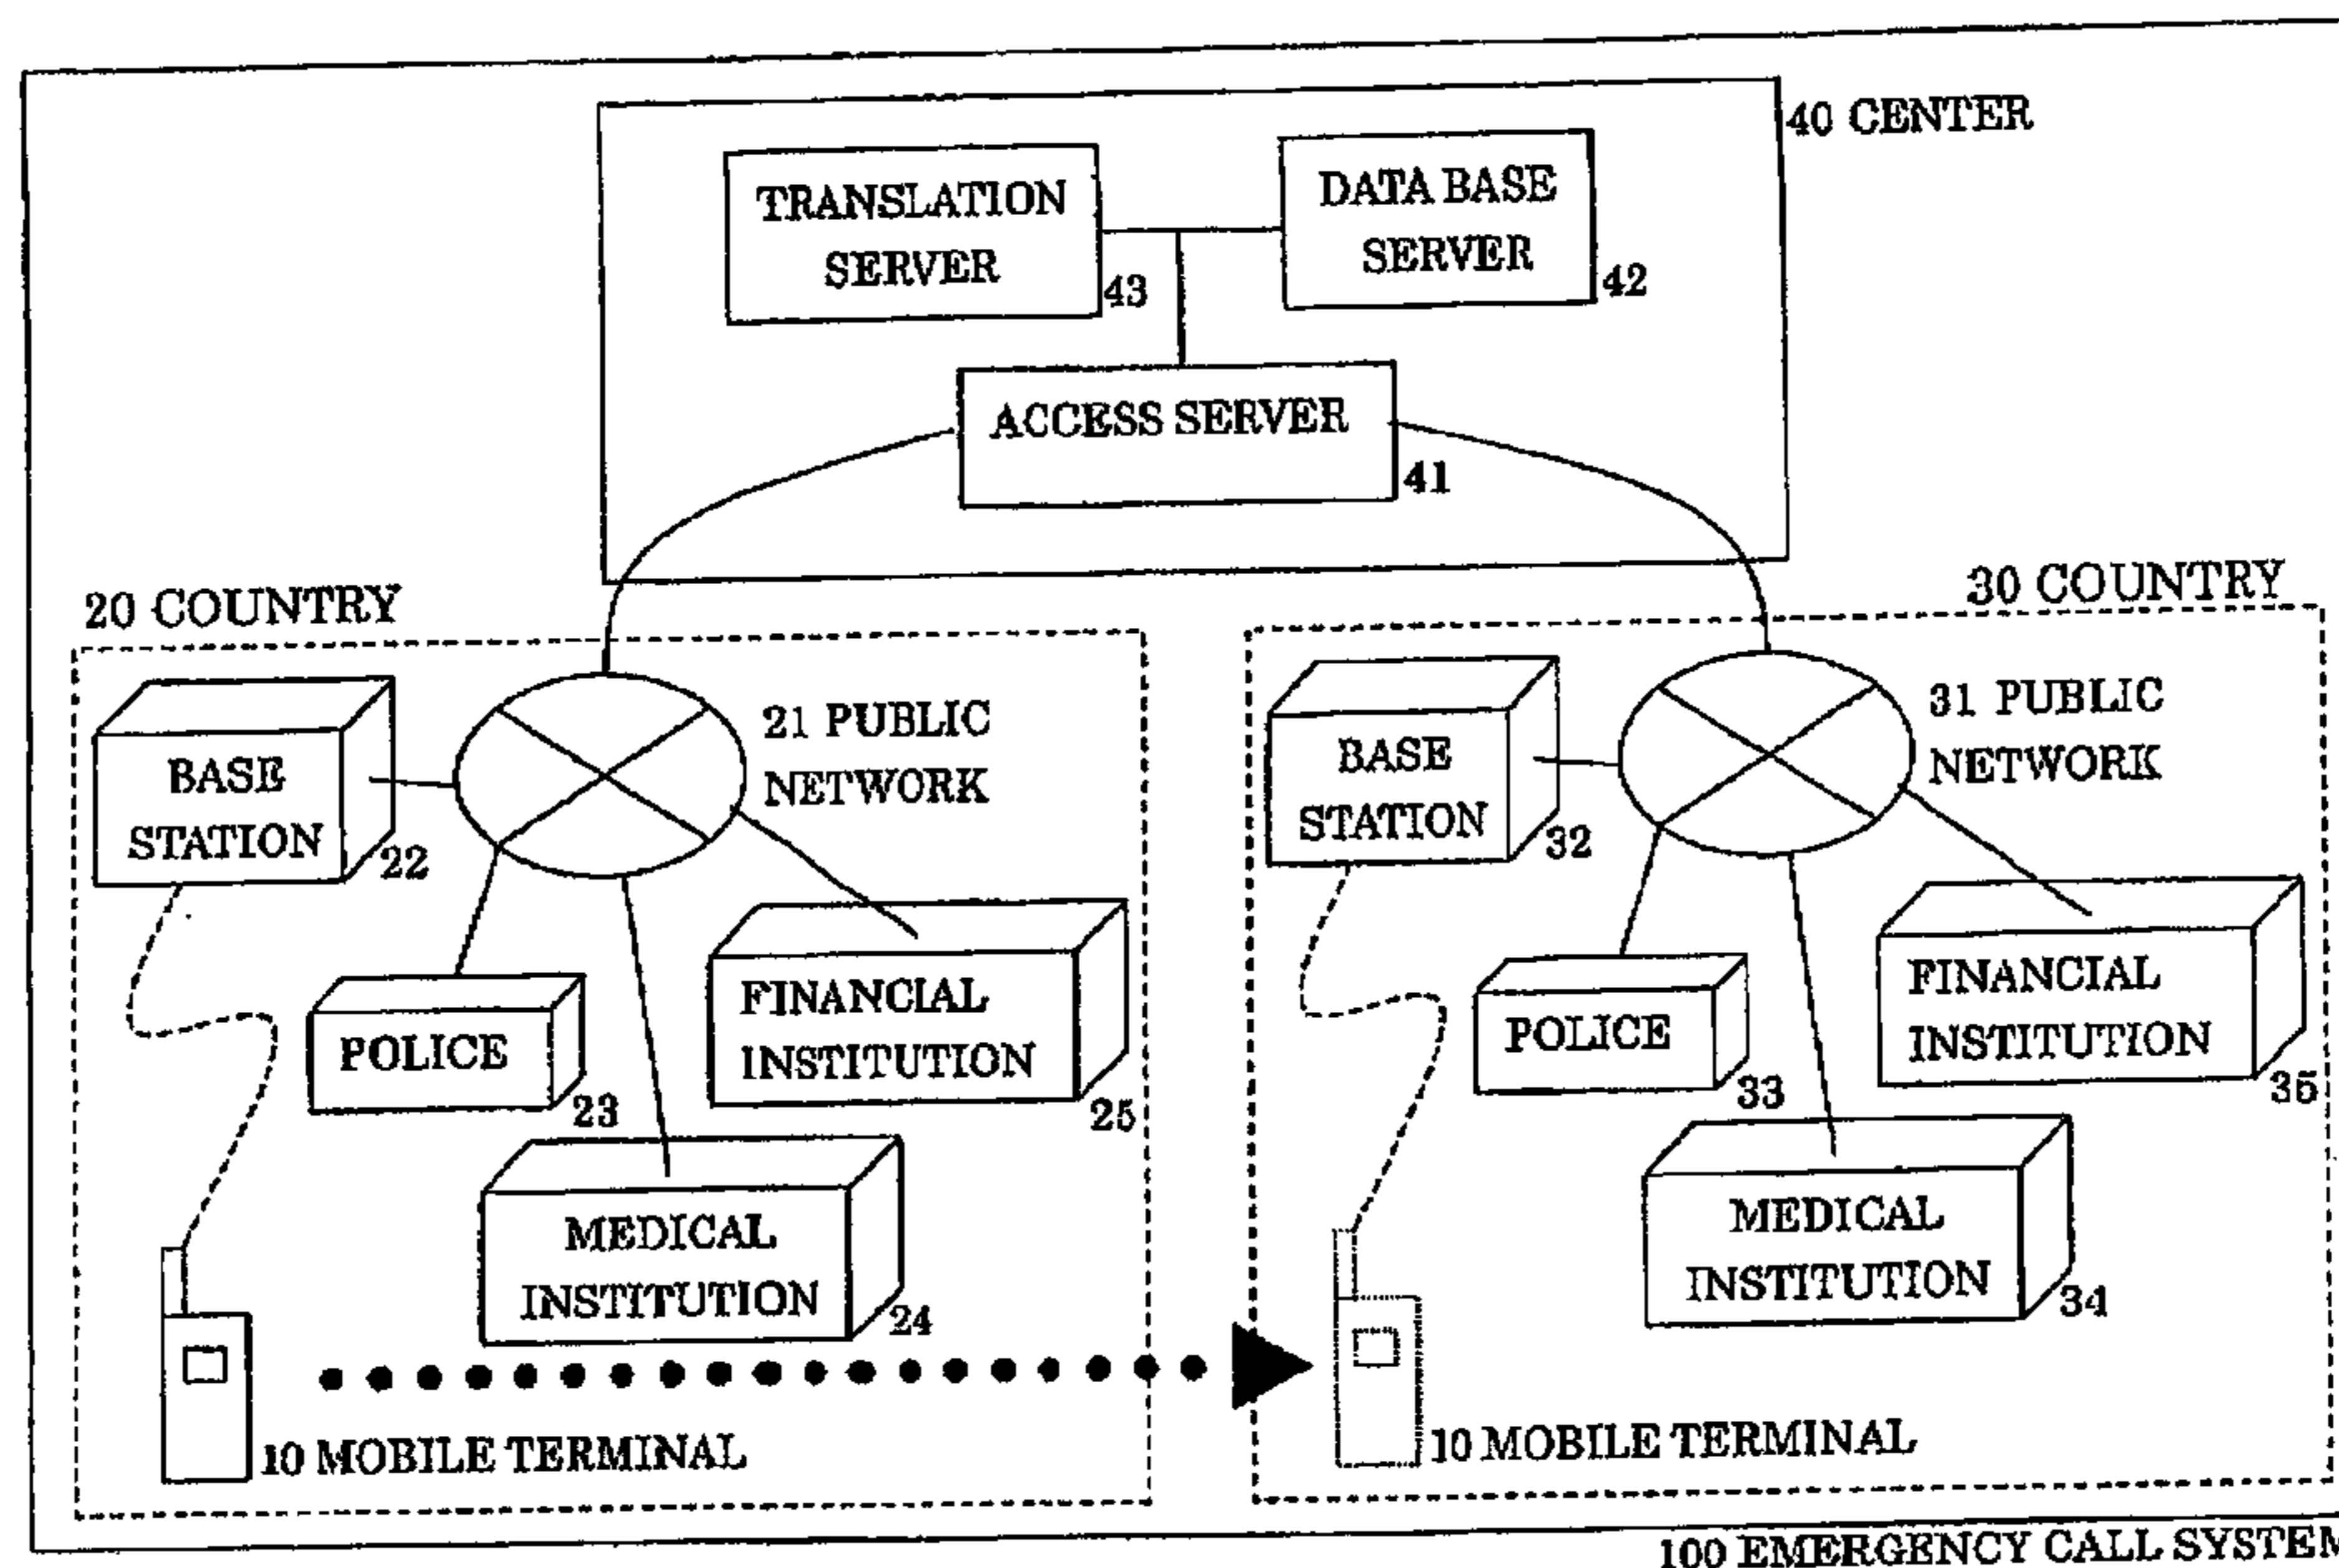 40 CENTER
TRANSLATION
SERVER
43
DATA BASE
SERVER
42
ACCESS SERVER
41
20 COUNTRY
30 COUNTRY
BASE
STATION
22
21 PUBLIC
NETWORK
POLICE
23
FINANCIAL
INSTITUTION
25
MEDICAL
INSTITUTION
24
10 MOBILE TERMINAL
BASE
STATION
32
31 PUBLIC
NETWORK
POLICE
33
FINANCIAL
INSTITUTION
35
MEDICAL
INSTITUTION
34
10 MOBILE TERMINAL
100 EMERGENCY CALL SYSTEM